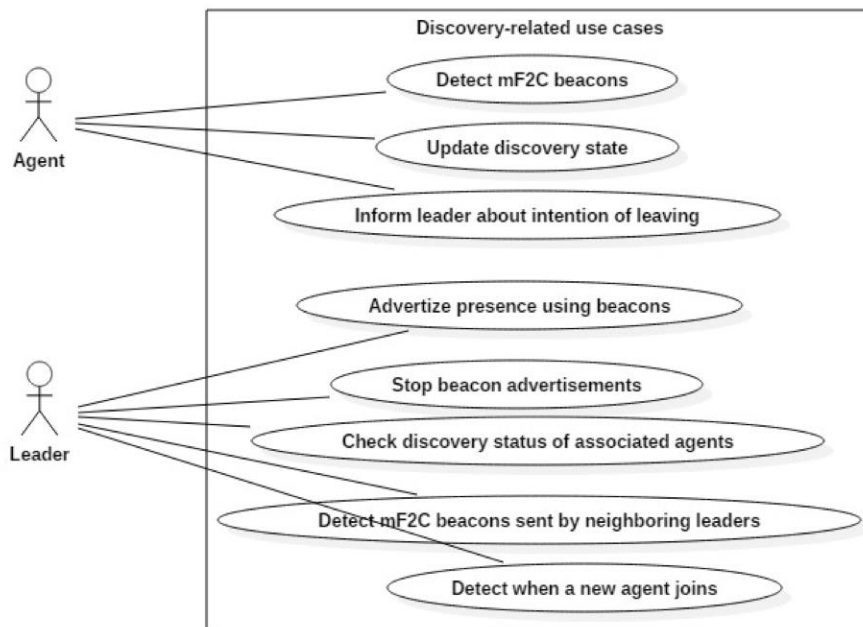 Discovery-related use cases
Detect mF2C beacons
Update discovery state
Agent
Inform leader about intention of leaving
Advertize presence using beacons
Stop beacon advertisements
Check discovery status of associated agents
Leader
Detect mF2C beacons sent by neighboring leaders
Detect when a new agent joins